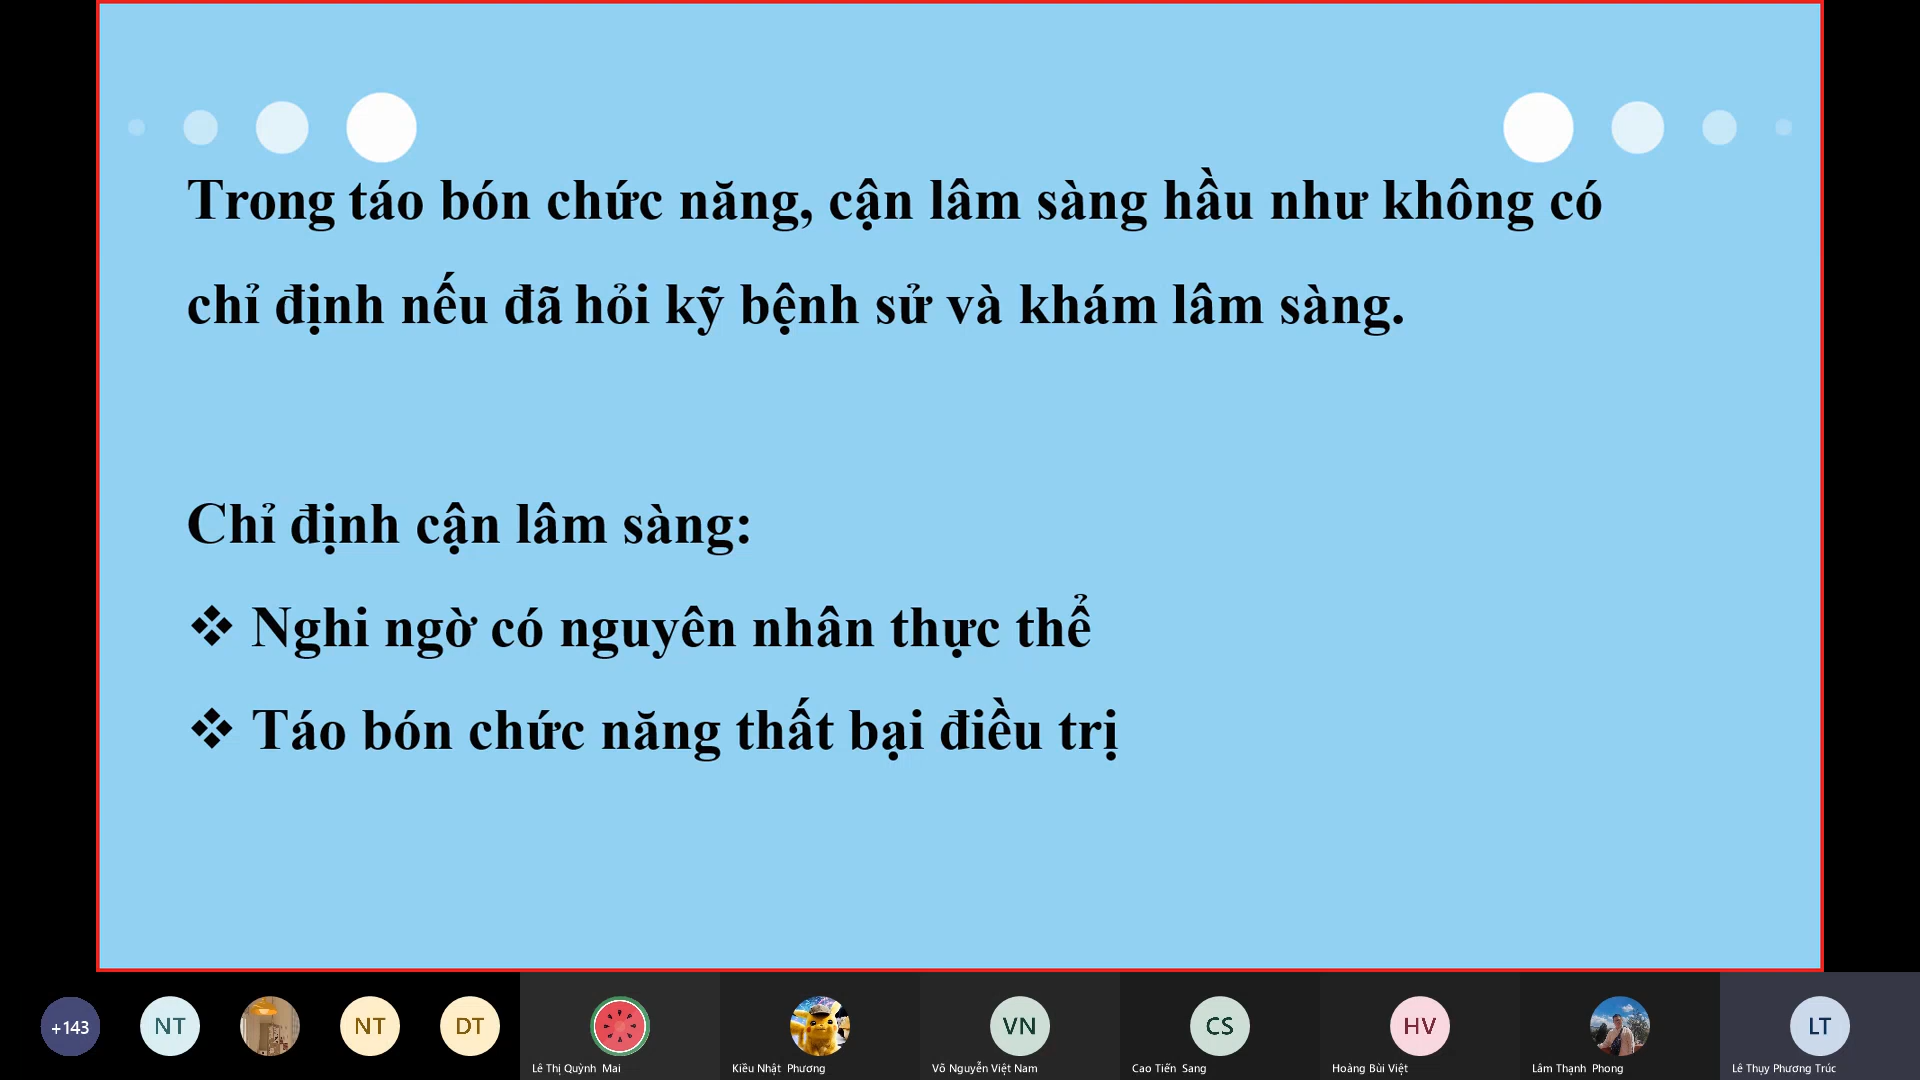 Trong táo bón chức năng, cận lâm sàng hầu như không có
chỉ định nếu đã hỏi kỹ bệnh sử và khám lâm sàng.
Chỉ định cận lâm sàng:
❖ Nghi ngờ có nguyên nhân thực thể
❖ Táo bón chức năng thất bại điều trị
+143 NT NT DT VN CS HV LT
Lê Thị Quỳnh Mai Kiều Nhật Phương Võ Nguyễn Việt Nam Cao Tiến Sang Hoàng Bùi Việt Lâm Thạnh Phong Lê Thụy Phương Trúc